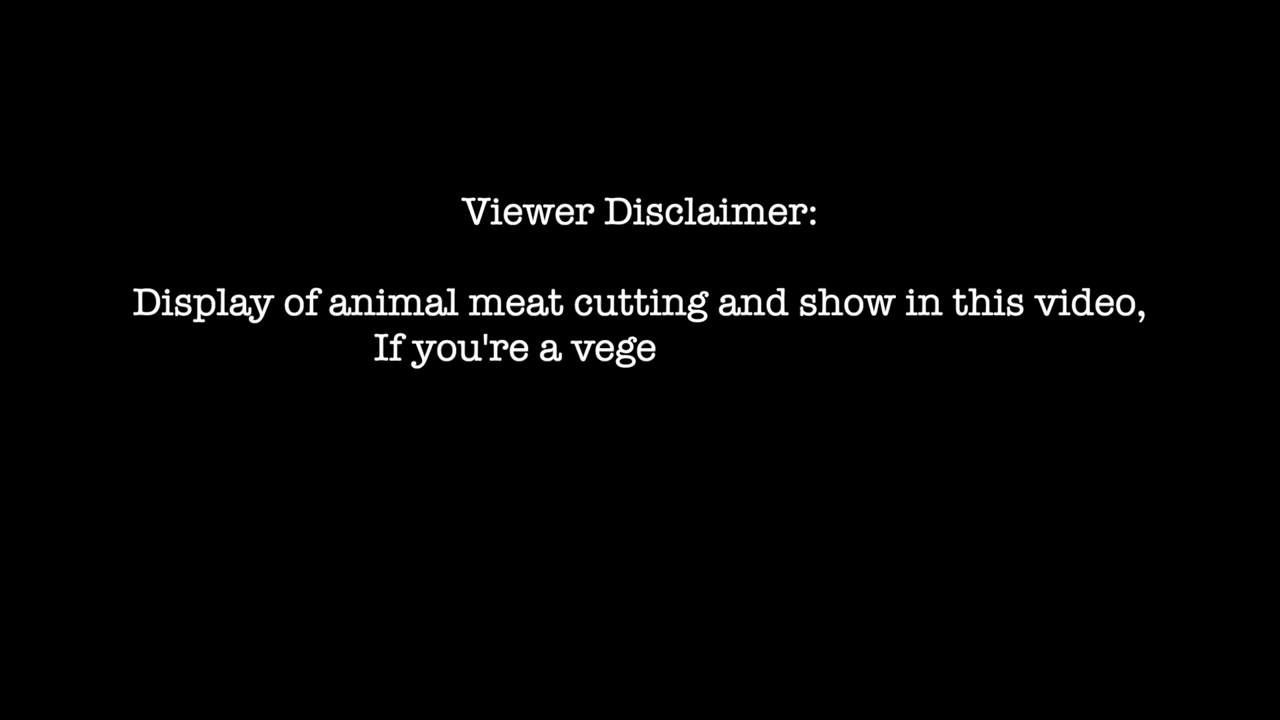 Viewer Disclaimer:
Display of animal meat cutting and show in this video,
If you're a vege